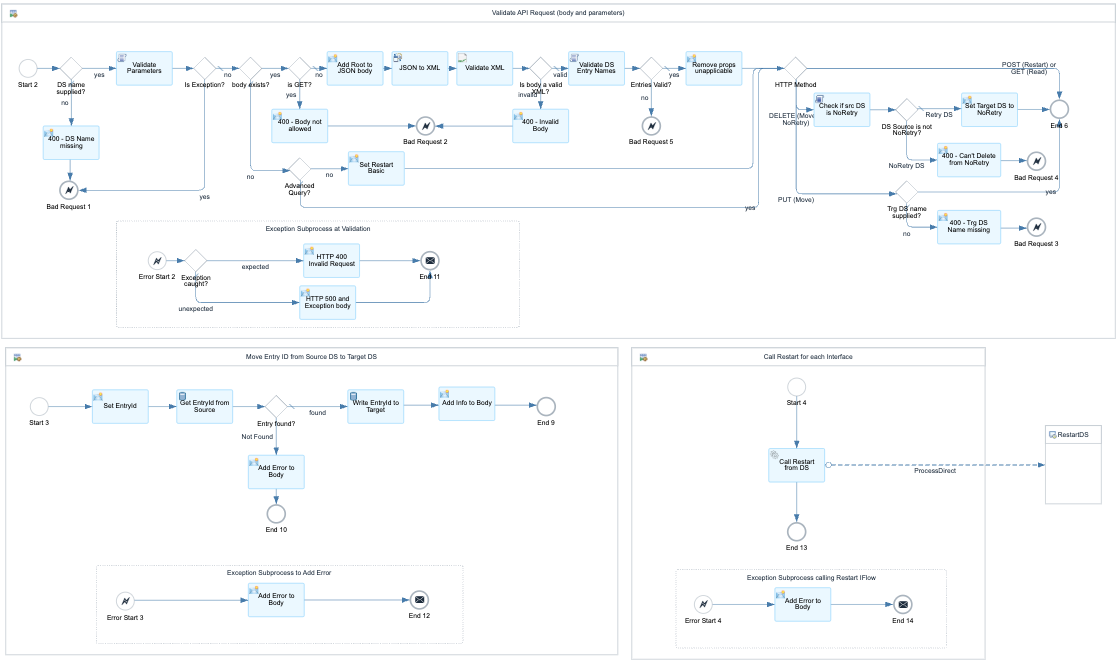 Validate API Request (body and parameters)
Start 2
DS name
supplied?
yes
no
Validate
Parameters
Is Exception?
no
yes
body exists?
yes
no
is GET?
no
yes
Add Root to
JSON body
JSON to XML
Validate XML
Is body a valid
XML?
valid
invalid
Validate DS
Entry Names
Entries Valid?
yes
no
Remove props
unapplicable
HTTP Method
POST (Restart) or
GET (Read)
DELETE (Move
NoRetry)
PUT (Move)
Check if src DS
is NoRetry
DS Source is not
NoRetry?
Retry DS
NoRetry DS
Set Target DS to
NoRetry
End 6
400 - DS Name
missing
Bad Request 1
400 - Body not
allowed
Bad Request 2
400 - Invalid
Body
Bad Request 5
400 - Can't Delete
from NoRetry
Bad Request 4
Advanced
Query?
no
yes
Set Restart
Basic
Trg DS name
supplied?
yes
no
400 - Trg DS
Name missing
Bad Request 3
Exception Subprocess at Validation
Error Start 2
Exception
caught?
expected
unexpected
HTTP 400
Invalid Request
HTTP 500 and
Exception body
End 11
Move Entry ID from Source DS to Target DS
Start 3
Set EntryId
Get EntryId from
Source
Entry found?
found
Not Found
Write EntryId to
Target
Add Info to Body
End 9
Add Error to
Body
End 10
Exception Subprocess to Add Error
Error Start 3
Add Error to
Body
End 12
Call Restart for each Interface
Start 4
Call Restart
from DS
ProcessDirect
RestartDS
End 13
Exception Subprocess calling Restart IFlow
Error Start 4
Add Error to
Body
End 14